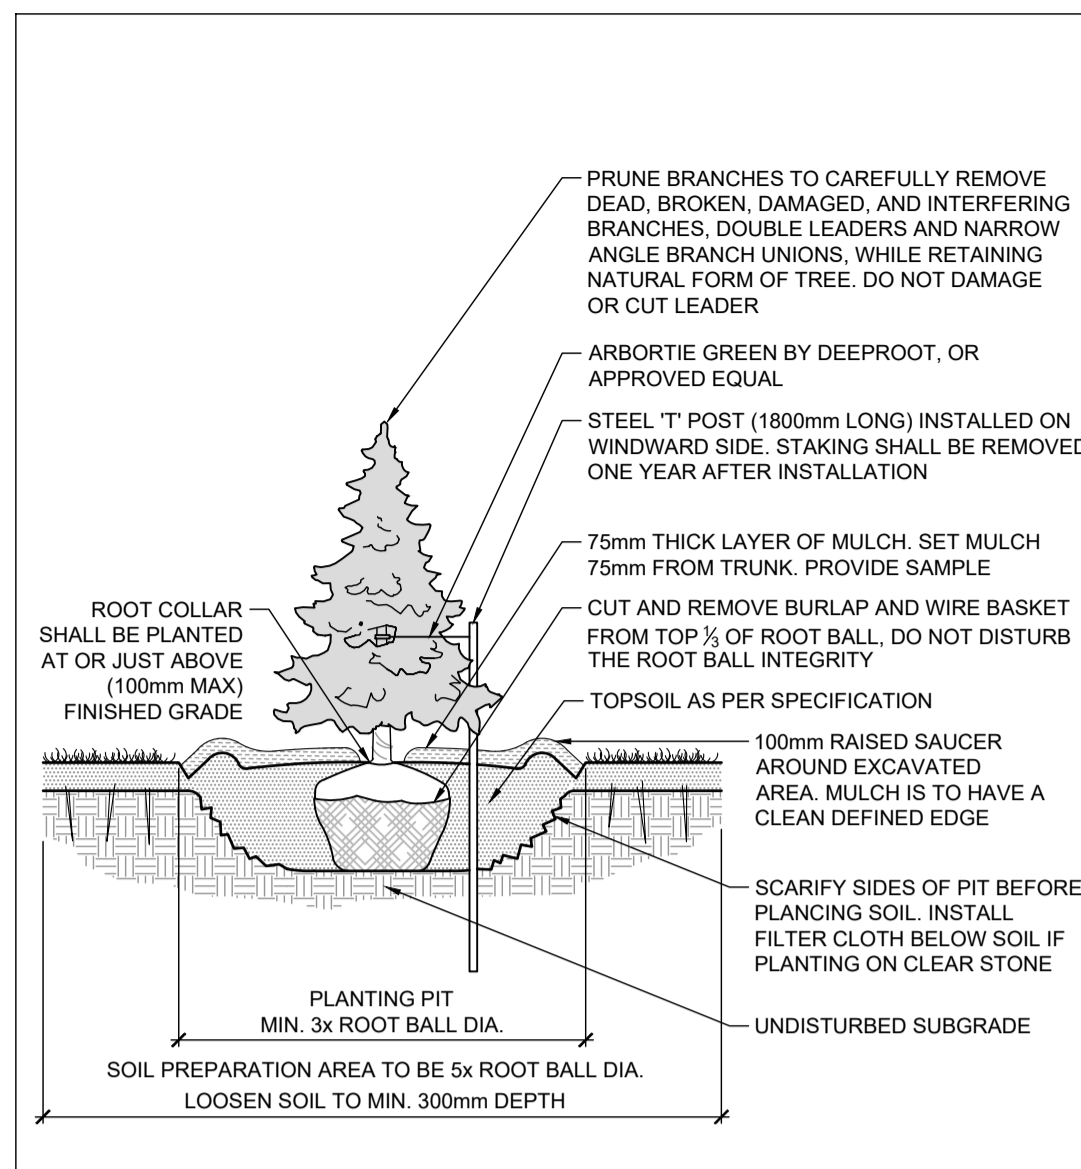 PRUNE BRANCHES TO CAREFULLY REMOVE
DEAD, BROKEN, DAMAGED, AND INTERFERING
BRANCHES, DOUBLE LEADERS AND NARROW
ANGLE BRANCH UNIONS, WHILE RETAINING
NATURAL FORM OF TREE. DO NOT DAMAGE
OR CUT LEADER
ARBORTIE GREEN BY DEEPROOT, OR
APPROVED EQUAL
STEEL 'T' POST (1800mm LONG) INSTALLED ON
WINDWARD SIDE. STAKING SHALL BE REMOVED
ONE YEAR AFTER INSTALLATION
75mm THICK LAYER OF MULCH. SET MULCH
75mm FROM TRUNK. PROVIDE SAMPLE
CUT AND REMOVE BURLAP AND WIRE BASKET
FROM TOP ⅓ OF ROOT BALL, DO NOT DISTURB
THE ROOT BALL INTEGRITY
ROOT COLLAR
SHALL BE PLANTED
AT OR JUST ABOVE
(100mm MAX)
FINISHED GRADE
TOPSOIL AS PER SPECIFICATION
100mm RAISED SAUCER
AROUND EXCAVATED
AREA. MULCH IS TO HAVE A
CLEAN DEFINED EDGE
SCARIFY SIDES OF PIT BEFORE
PLANCING SOIL. INSTALL
FILTER CLOTH BELOW SOIL IF
PLANTING ON CLEAR STONE
UNDISTURBED SUBGRADE
PLANTING PIT
MIN. 3x ROOT BALL DIA.
SOIL PREPARATION AREA TO BE 5x ROOT BALL DIA.
LOOSEN SOIL TO MIN. 300mm DEPTH